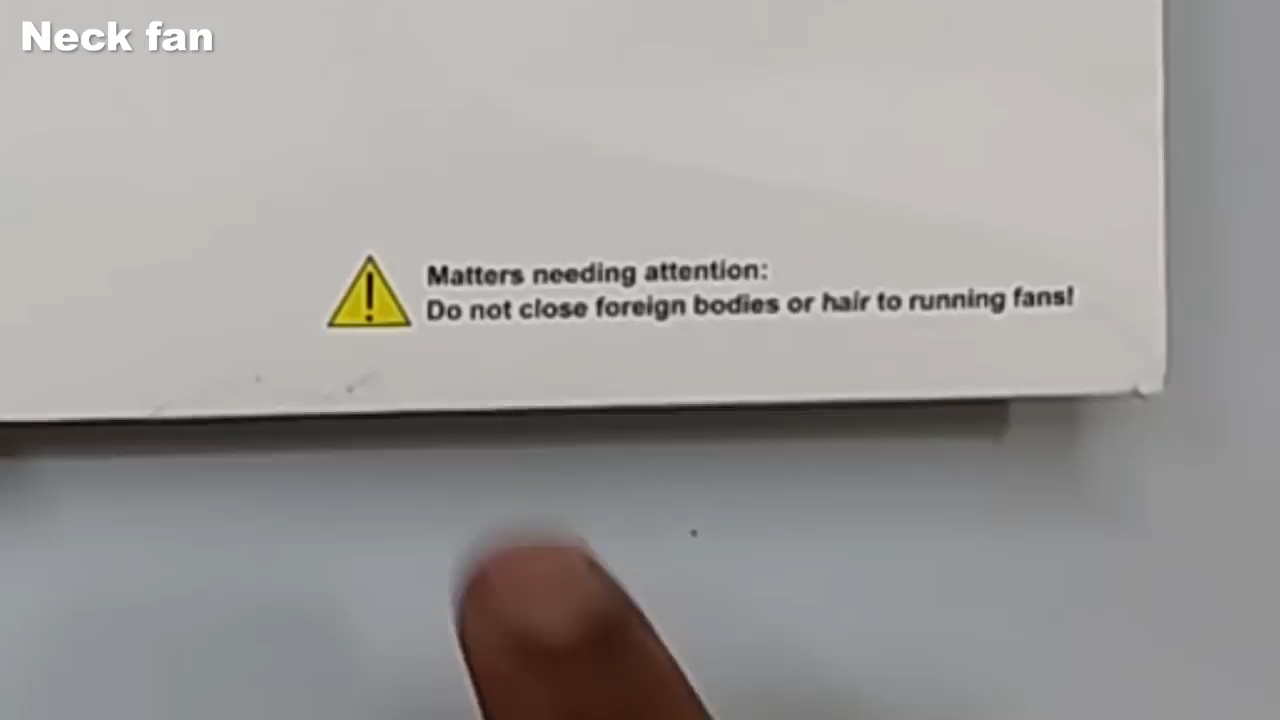 Neck fan
Matters needing attention:
Do not close foreign bodies or hair to running fans!